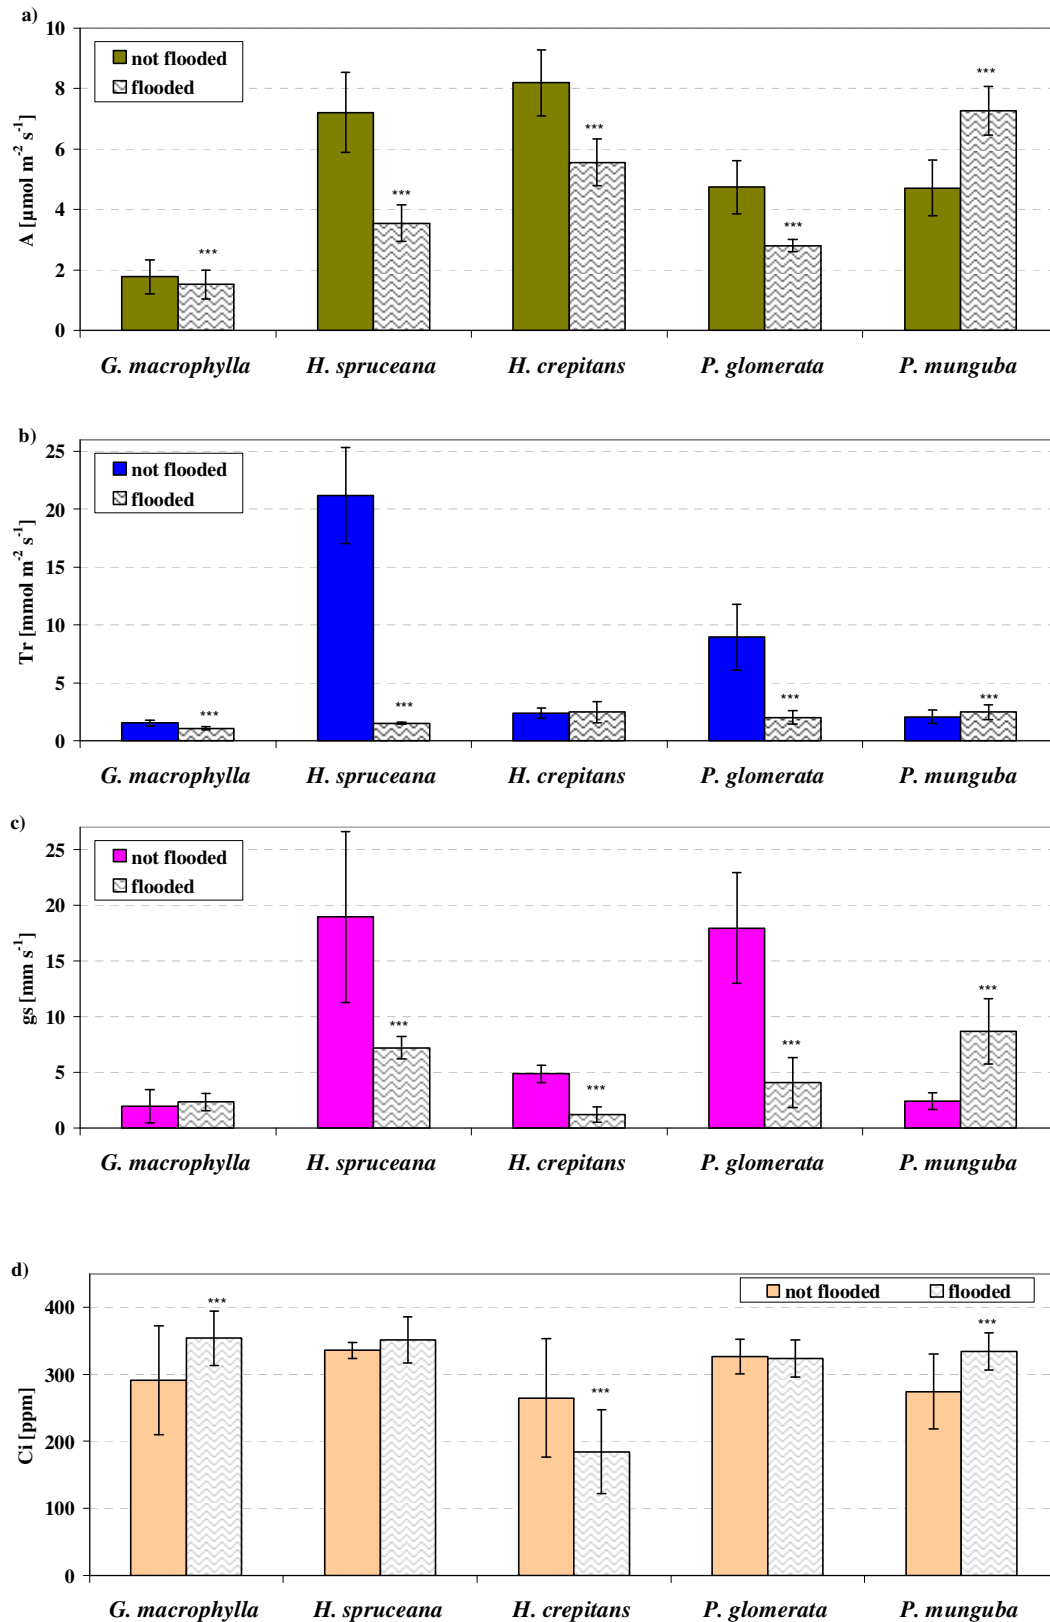 a)
A [µmol m⁻² s⁻¹]
10
8
6
4
2
0
not flooded
flooded
***
***
***
***
***
G. macrophylla H. spruceana H. crepitans P. glomerata P. munguba
b)
Tr [mmol m⁻² s⁻¹]
25
20
15
10
5
0
not flooded
flooded
***
***
***
***
G. macrophylla H. spruceana H. crepitans P. glomerata P. munguba
c)
gs [mm s⁻¹]
25
20
15
10
5
0
not flooded
flooded
***
***
***
***
G. macrophylla H. spruceana H. crepitans P. glomerata P. munguba
d)
Ci [ppm]
400
300
200
100
0
not flooded flooded
***
***
***
G. macrophylla H. spruceana H. crepitans P. glomerata P. munguba